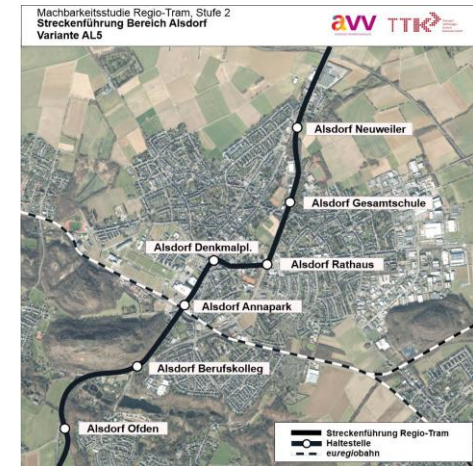 Machbarkeitsstudie Regio-Tram, Stufe 2
Streckenführung Bereich Alsdorf
Variante AL5
avv
TTK
Alsdorf Neuweiler
Alsdorf Gesamtschule
Alsdorf Denkmalpl.
Alsdorf Rathaus
Alsdorf Annapark
Alsdorf Berufskolleg
Alsdorf Ofden
Streckenführung Regio-Tram
Haltestelle
euregiobahn